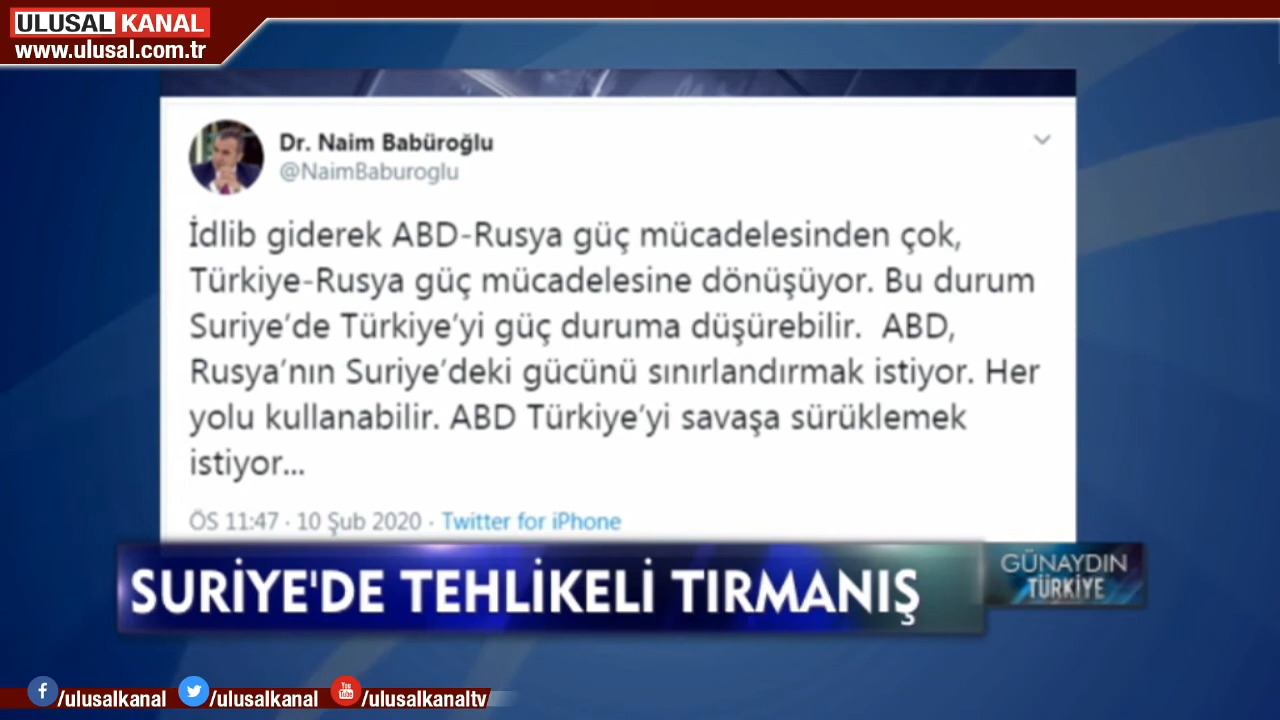 ULUSAL KANAL
www.ulusal.com.tr
Dr. Naim Babüroğlu
@NaimBaburoglu
İdlib giderek ABD-Rusya güç mücadelesinden çok,
Türkiye-Rusya güç mücadelesine dönüşüyor. Bu durum
Suriye’de Türkiye’yi güç duruma düşürebilir. ABD,
Rusya’nın Suriye’deki gücünü sınırlandırmak istiyor. Her
yolu kullanabilir. ABD Türkiye’yi savaşa sürüklemek
istiyor...
ÖS 11:47 · 10 Şub 2020 · Twitter for iPhone
SURİYE'DE TEHLİKELİ TIRMANIŞ
GÜNAYDIN
TÜRKİYE
/ulusalkanal /ulusalkanal You Tube /ulusalkanaltv